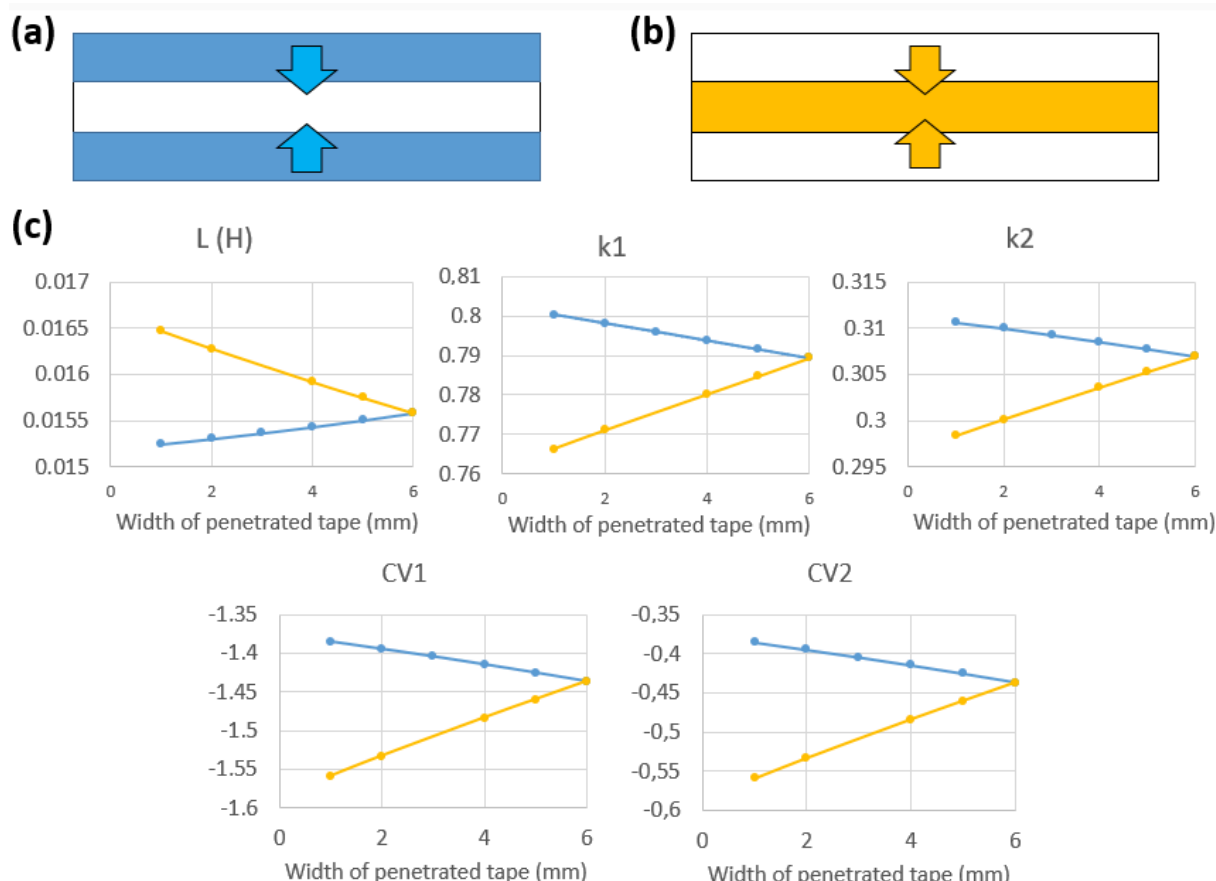 (a) (b)
(c)
L (H) k1 k2
0.017 0,81 0.315
0.0165 0.8 0.310
0.016 0.79 0.305
0.0155 0.78 0.3
0.015 0.77 0.295
0.76
0 2 4 6 0 2 4 6 0 2 4 6
Width of penetrated tape (mm) Width of penetrated tape (mm) Width of penetrated tape (mm)
CV1 CV2
-1.35 -0,35
-1.4 -0,4
-1.45 -0,45
-1.5 -0,5
-1.55 -0,55
-1.6 -0,6
0 2 4 6 0 2 4 6
Width of penetrated tape (mm) Width of penetrated tape (mm)